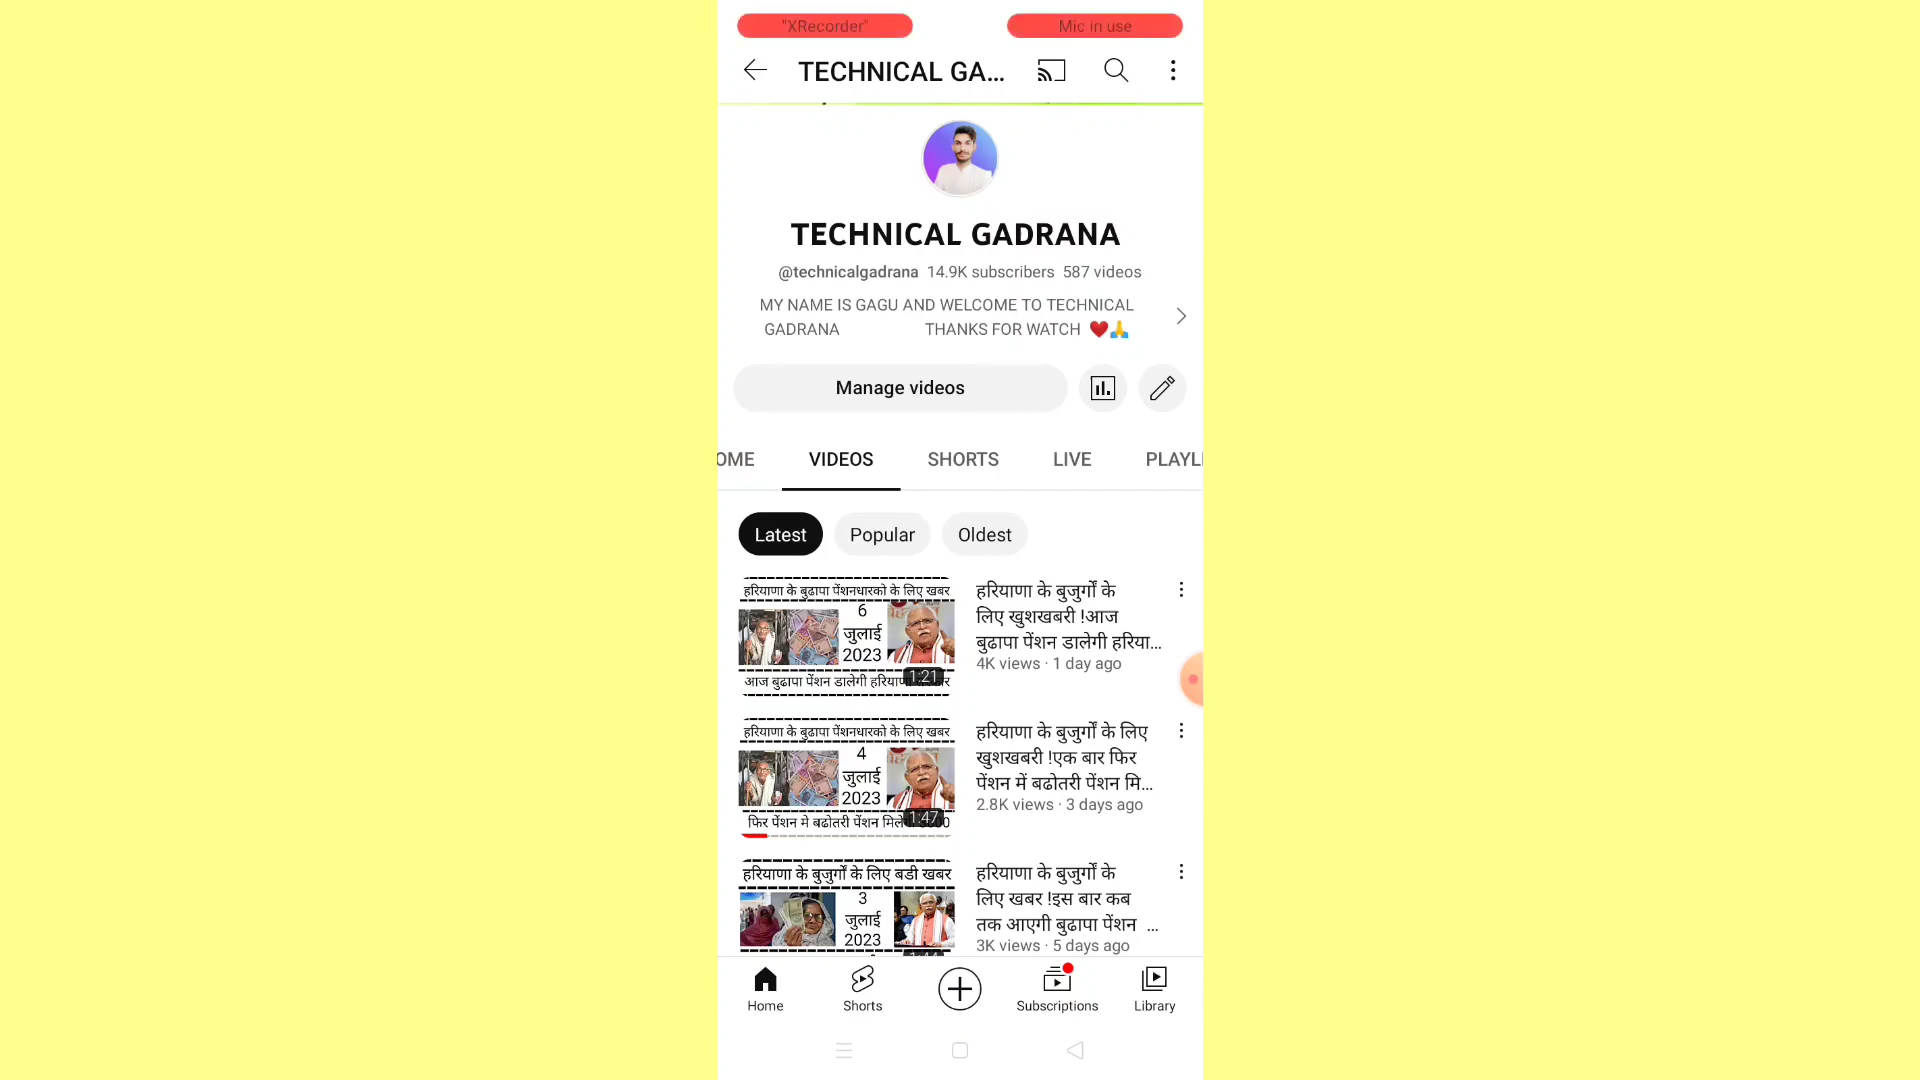 "XRecorder"
Mic in use
TECHNICAL GA...
TECHNICAL GADRANA
@technicalgadrana 14.9K subscribers 587 videos
MY NAME IS GAGU AND WELCOME TO TECHNICAL
GADRANA THANKS FOR WATCH ❤️🙏
Manage videos
OME VIDEOS SHORTS LIVE PLAYLI
Latest Popular Oldest
हरियाणा के बुढापा पेंशनधारको के लिए खबर
6
जुलाई
2023
1:21
आज बुढापा पेंशन डालेगी हरियाणा
हरियाणा के बुजुर्गों के
लिए खुशखबरी !आज
बुढापा पेंशन डालेगी हरिया...
4K views · 1 day ago
हरियाणा के बुढापा पेंशनधारको के लिए खबर
4
जुलाई
2023
1:47
फिर पेंशन मे बढोतरी पेंशन
हरियाणा के बुजुर्गों के लिए
खुशखबरी !एक बार फिर
पेंशन में बढोतरी पेंशन मि...
2.8K views · 3 days ago
हरियाणा के बुजुर्गों के लिए बडी खबर
3
जुलाई
2023
हरियाणा के बुजुर्गों के
लिए खबर !इस बार कब
तक आएगी बुढापा पेंशन ...
3K views · 5 days ago
Home Shorts Subscriptions Library